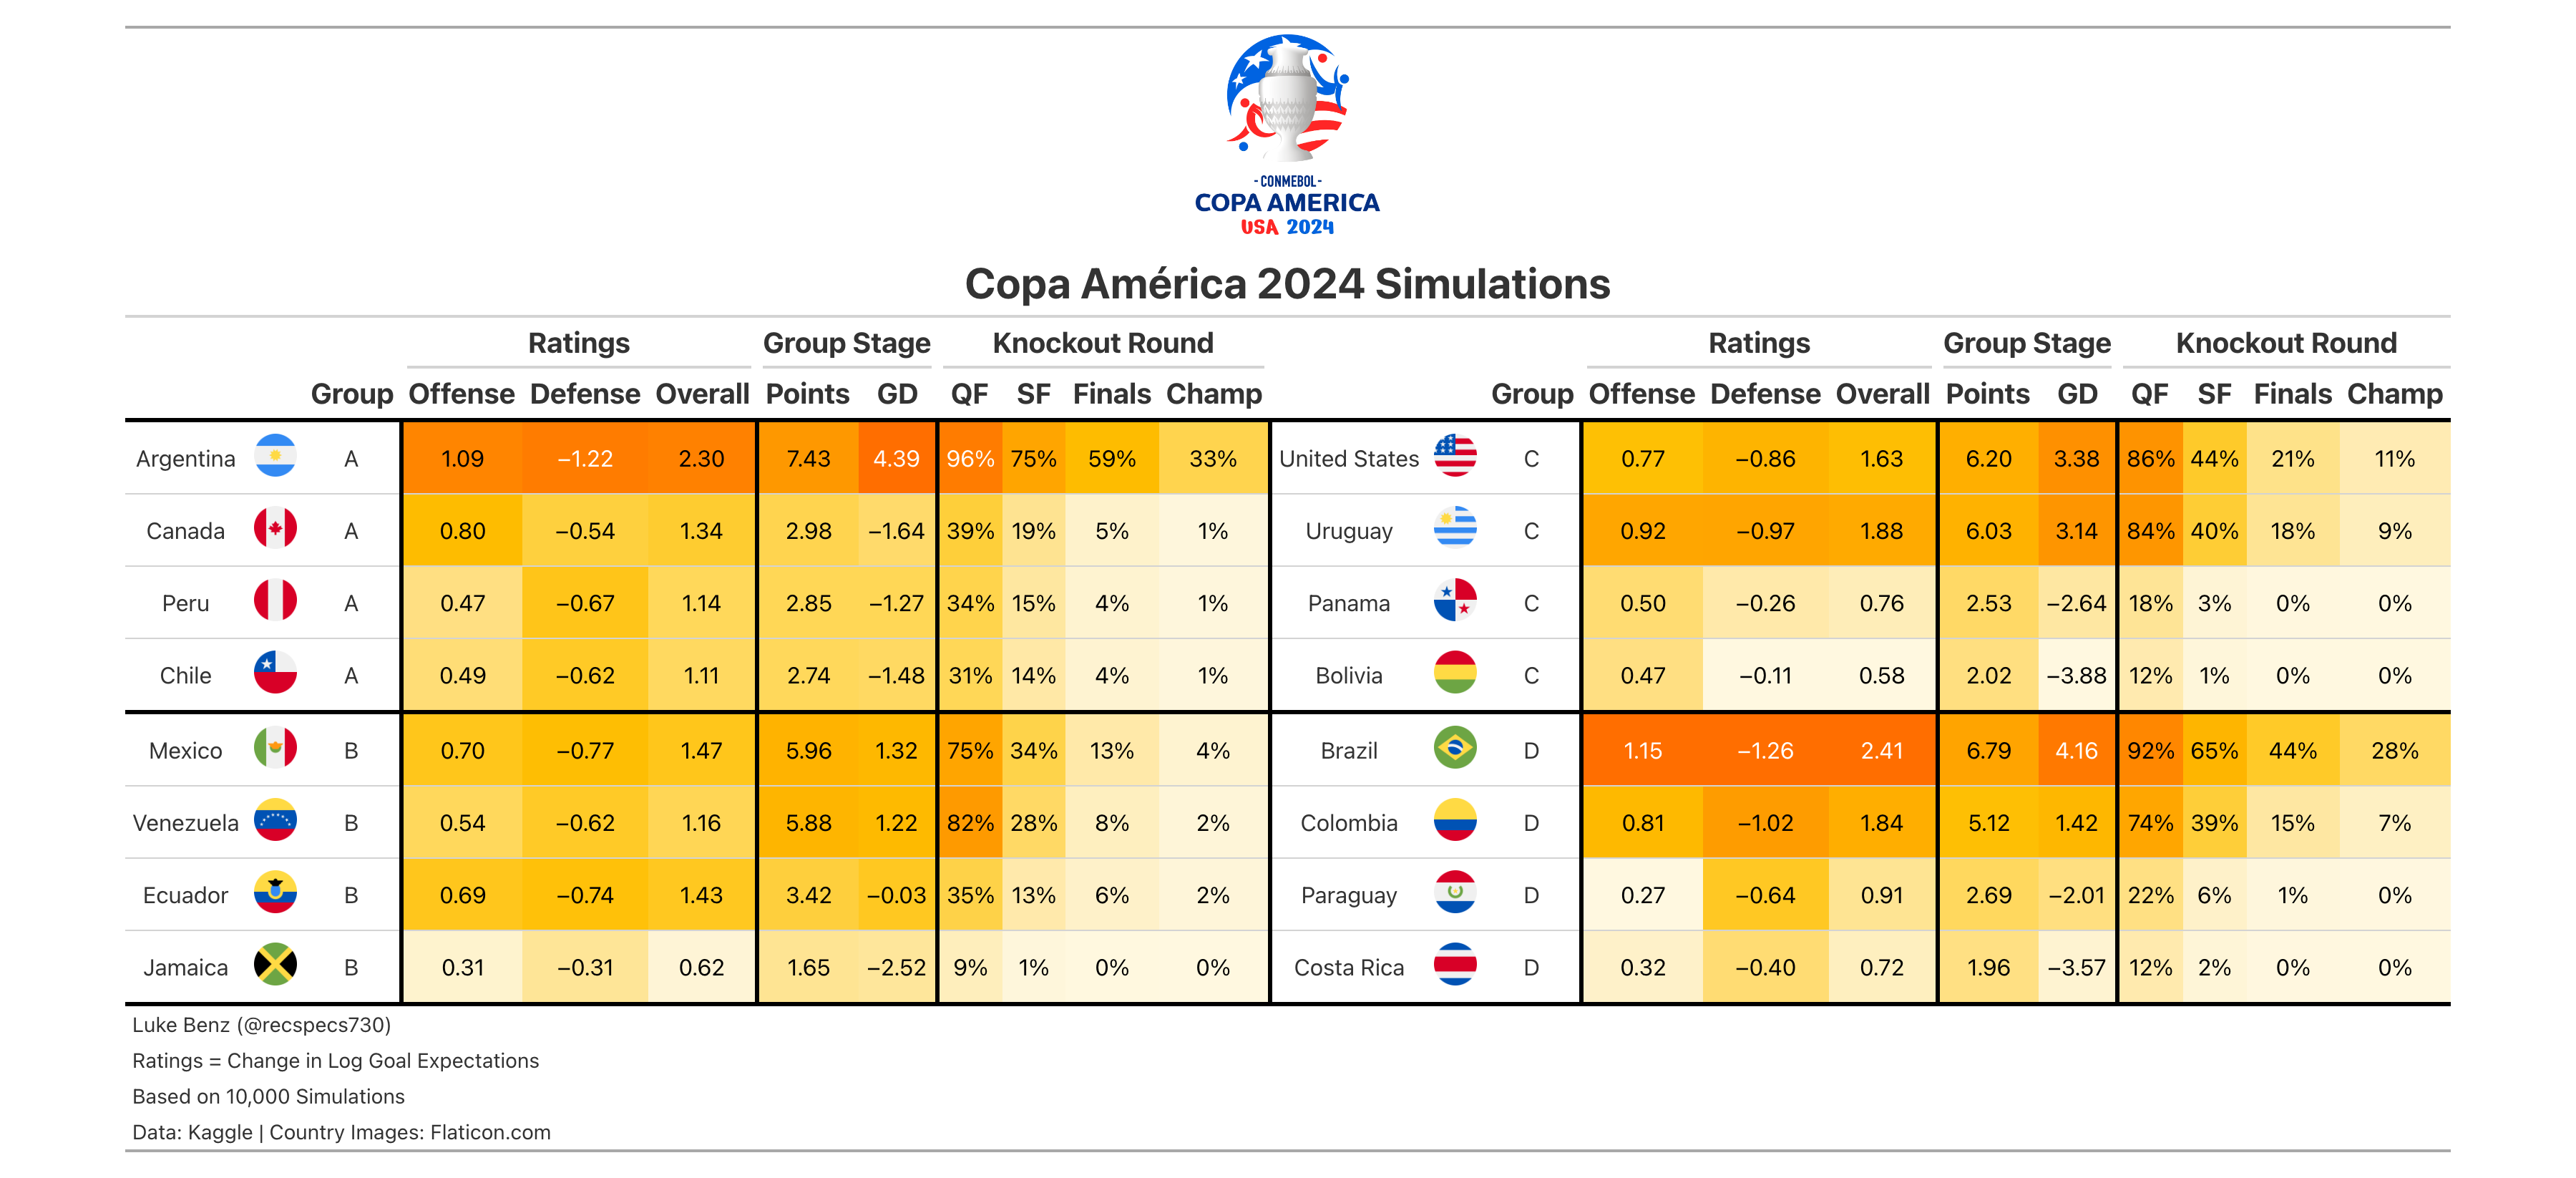 - CONMEBOL -
COPA AMERICA
USA 2024
Copa América 2024 Simulations
Ratings Group Stage Knockout Round Ratings Group Stage Knockout Round
Group Offense Defense Overall Points GD QF SF Finals Champ Group Offense Defense Overall Points GD QF SF Finals Champ
Argentina A 1.09 −1.22 2.30 7.43 4.39 96% 75% 59% 33% United States C 0.77 −0.86 1.63 6.20 3.38 86% 44% 21% 11%
Canada A 0.80 −0.54 1.34 2.98 −1.64 39% 19% 5% 1% Uruguay C 0.92 −0.97 1.88 6.03 3.14 84% 40% 18% 9%
Peru A 0.47 −0.67 1.14 2.85 −1.27 34% 15% 4% 1% Panama C 0.50 −0.26 0.76 2.53 −2.64 18% 3% 0% 0%
Chile A 0.49 −0.62 1.11 2.74 −1.48 31% 14% 4% 1% Bolivia C 0.47 −0.11 0.58 2.02 −3.88 12% 1% 0% 0%
Mexico B 0.70 −0.77 1.47 5.96 1.32 75% 34% 13% 4% Brazil D 1.15 −1.26 2.41 6.79 4.16 92% 65% 44% 28%
Venezuela B 0.54 −0.62 1.16 5.88 1.22 82% 28% 8% 2% Colombia D 0.81 −1.02 1.84 5.12 1.42 74% 39% 15% 7%
Ecuador B 0.69 −0.74 1.43 3.42 −0.03 35% 13% 6% 2% Paraguay D 0.27 −0.64 0.91 2.69 −2.01 22% 6% 1% 0%
Jamaica B 0.31 −0.31 0.62 1.65 −2.52 9% 1% 0% 0% Costa Rica D 0.32 −0.40 0.72 1.96 −3.57 12% 2% 0% 0%
Luke Benz (@recspecs730)
Ratings = Change in Log Goal Expectations
Based on 10,000 Simulations
Data: Kaggle | Country Images: Flaticon.com